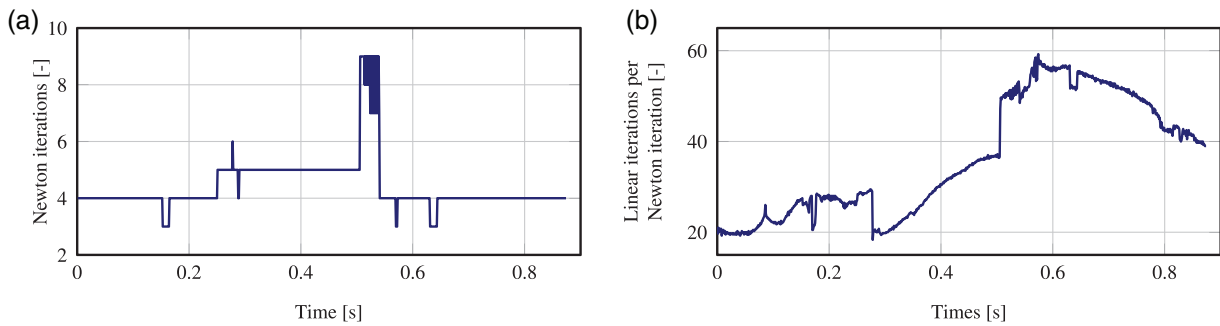 (a)
Newton iterations [-]
10
8
6
4
2
0
0.2
0.4
0.6
0.8
Time [s]
(b)
Linear iterations per
Newton iteration [-]
60
40
20
0
0.2
0.4
0.6
0.8
Times [s]